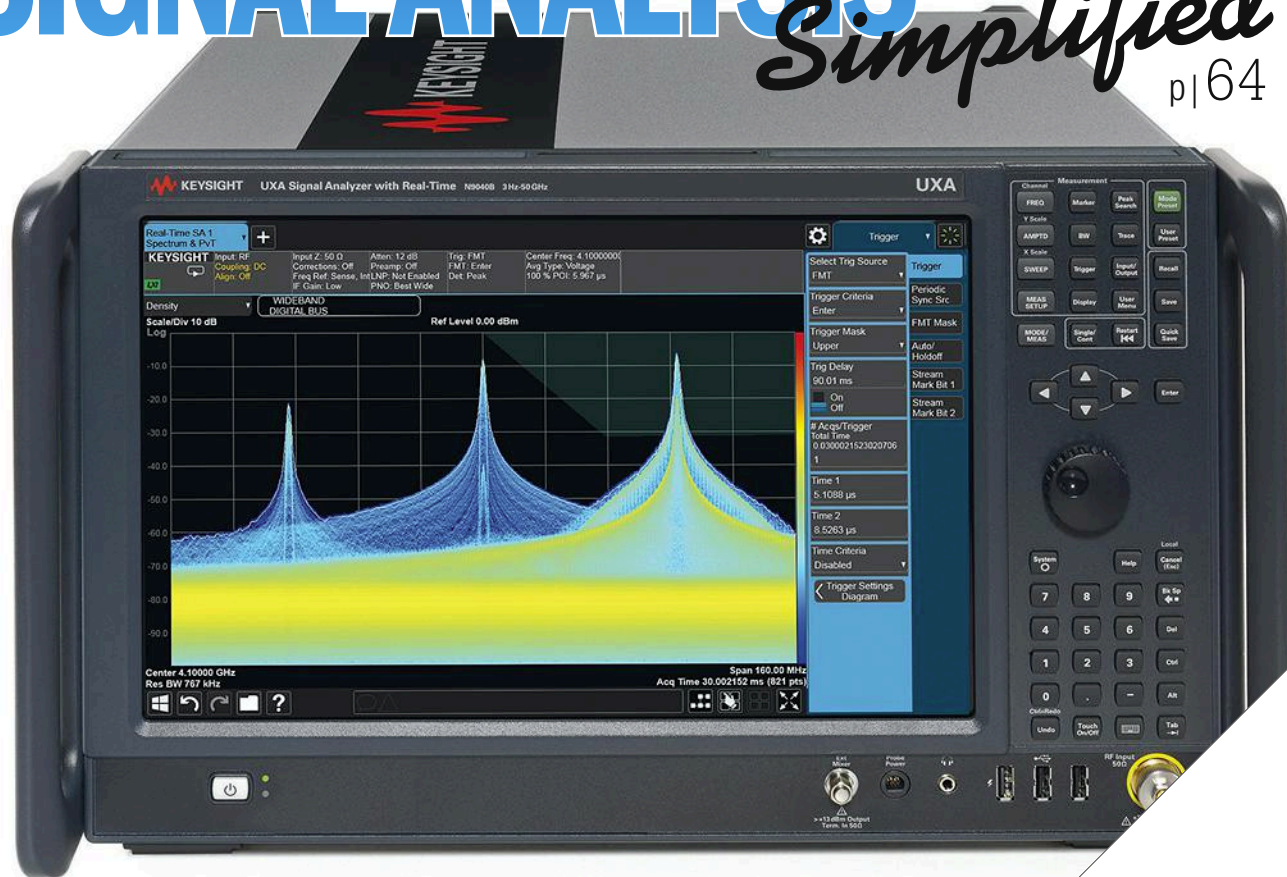 SIGNAL ANALYSIS
Simplified
p|64
KEYSIGHT
KEYSIGHT UXA Signal Analyzer with Real-Time N9040B 3 Hz-50 GHz
UXA
Real-Time SA 1
Spectrum & PvT
+
Trigger
KEYSIGHT
LXI
Input: RF
Coupling: DC
Align: Off
Input Z: 50 Ω
Corrections: Off
Freq Ref: Sense, Int
IF Gain: Low
Atten: 12 dB
Preamp: Off
LNP: Not Enabled
PNO: Best Wide
Trig: FMT
FMT: Enter
Det: Peak
Center Freq: 4.1000000
Avg Type: Voltage
100 % POI: 5.967 µs
Density
WIDEBAND
DIGITAL BUS
Scale/Div 10 dB
Ref Level 0.00 dBm
Log
-10.0
-20.0
-30.0
-40.0
-50.0
-60.0
-70.0
-80.0
-90.0
Center 4.10000 GHz
Res BW 767 kHz
Span 160.00 MHz
Acq Time 30.002152 ms (821 pts)
?
Select Trig Source
FMT
Trigger Criteria
Enter
Trigger Mask
Upper
Trig Delay
90.01 ms
On
Off
# Acqs/Trigger
Total Time
0.0300021523020706
1
Time 1
5.1088 µs
Time 2
8.5263 µs
Time Criteria
Disabled
Trigger Settings
Diagram
Trigger
Periodic
Sync Src
FMT Mask
Auto/
Holdoff
Stream
Mark Bit 1
Stream
Mark Bit 2
Measurement
Channel
FREQ
Marker
Peak
Search
Mode
Preset
Y Scale
AMPTD
BW
Trace
User
Preset
X Scale
SWEEP
Trigger
Input/
Output
Recall
MEAS
SETUP
Display
User
Menu
Save
MODE/
MEAS
Single/
Cont
Restart
Quick
Save
Enter
Local
System
Help
Cancel
(Esc)
7 8 9 Bk Sp
4 5 6 Del
1 2 3 Ctrl
0 . - Alt
Ctrl=Redo
Undo
Touch
On/Off
Tab
Ext
Mixer
Probe
Power
RF Input
50Ω
>+13 dBm Output
Term. In 50Ω